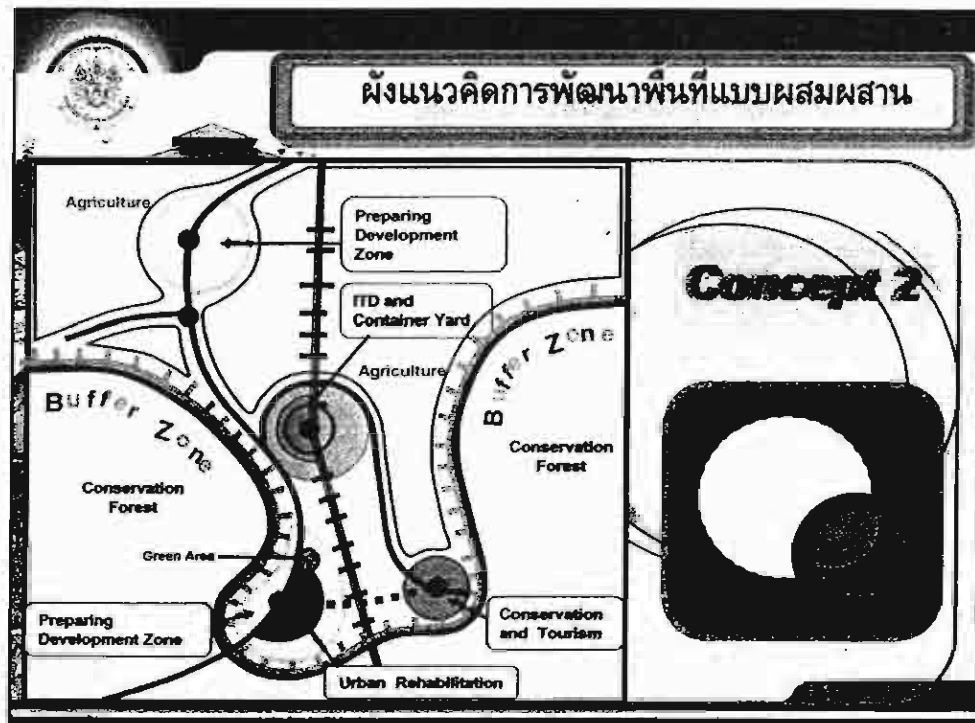 ผังแนวคิดการพัฒนาพื้นที่แบบผสมผสาน
Agriculture
Preparing
Development
Zone
Concept 2
ITD and
Container Yard
Agriculture
Buffer Zone
Buffer Zone
Conservation
Forest
Conservation
Forest
Green Area
Preparing
Development Zone
Conservation
and Tourism
Urban Rehabilitation